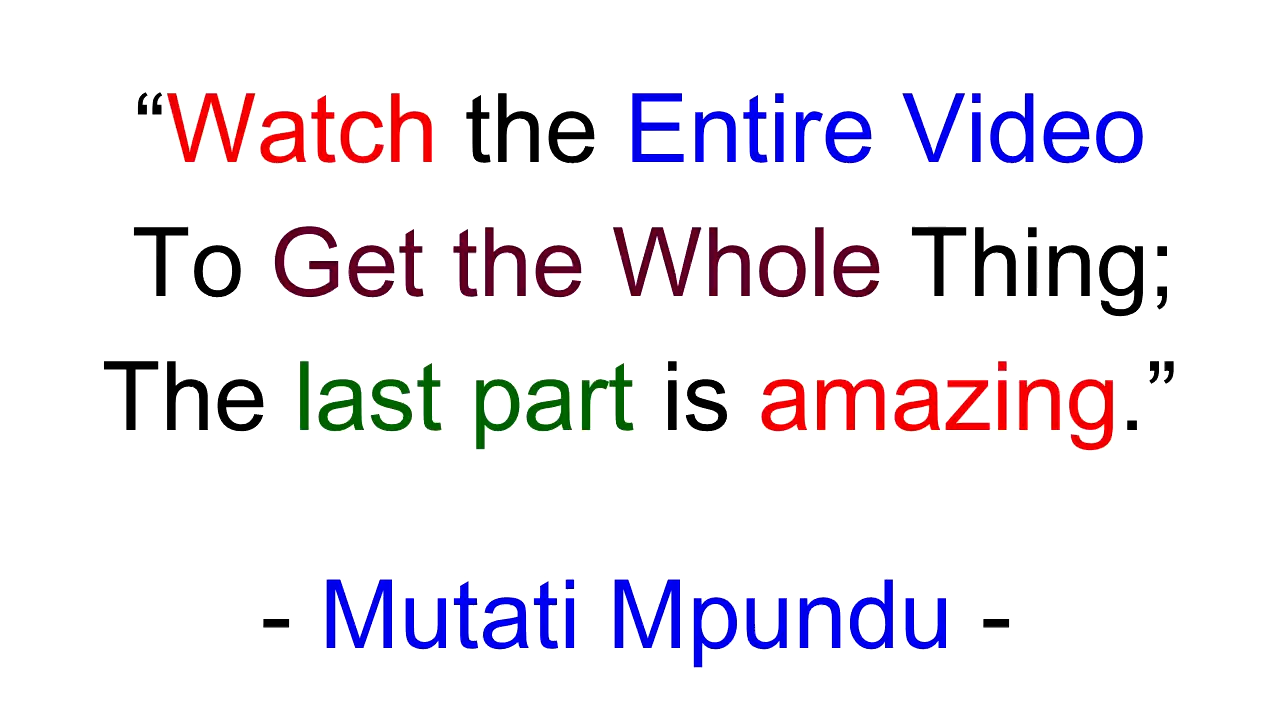 “Watch the Entire Video
To Get the Whole Thing;
The last part is amazing.”
- Mutati Mpundu -